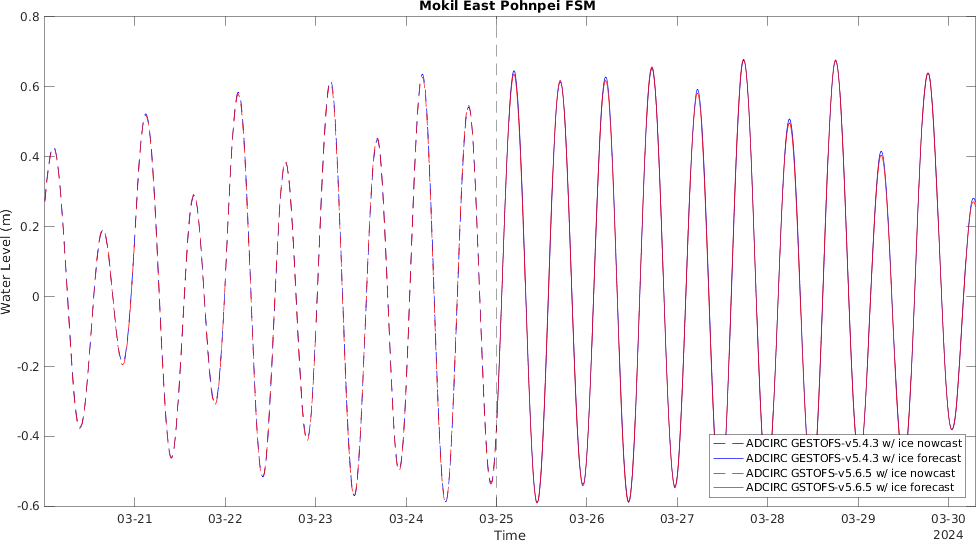 Mokil East Pohnpei FSM
0.8
0.6
0.4
0.2
0
-0.2
-0.4
-0.6
Water Level (m)
ADCIRC GESTOFS-v5.4.3 w/ ice nowcast
ADCIRC GESTOFS-v5.4.3 w/ ice forecast
ADCIRC GSTOFS-v5.6.5 w/ ice nowcast
ADCIRC GSTOFS-v5.6.5 w/ ice forecast
03-21 03-22 03-23 03-24 03-25 03-26 03-27 03-28 03-29 03-30
Time
2024